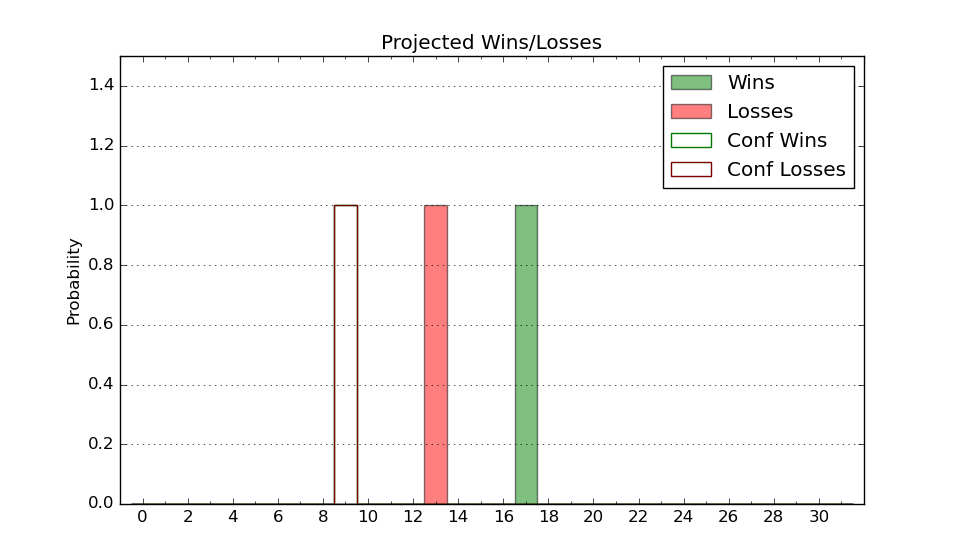 Projected Wins/Losses
Probability
1.4
1.2
1.0
0.8
0.6
0.4
0.2
0.0
0 2 4 6 8 10 12 14 16 18 20 22 24 26 28 30
Wins
Losses
Conf Wins
Conf Losses